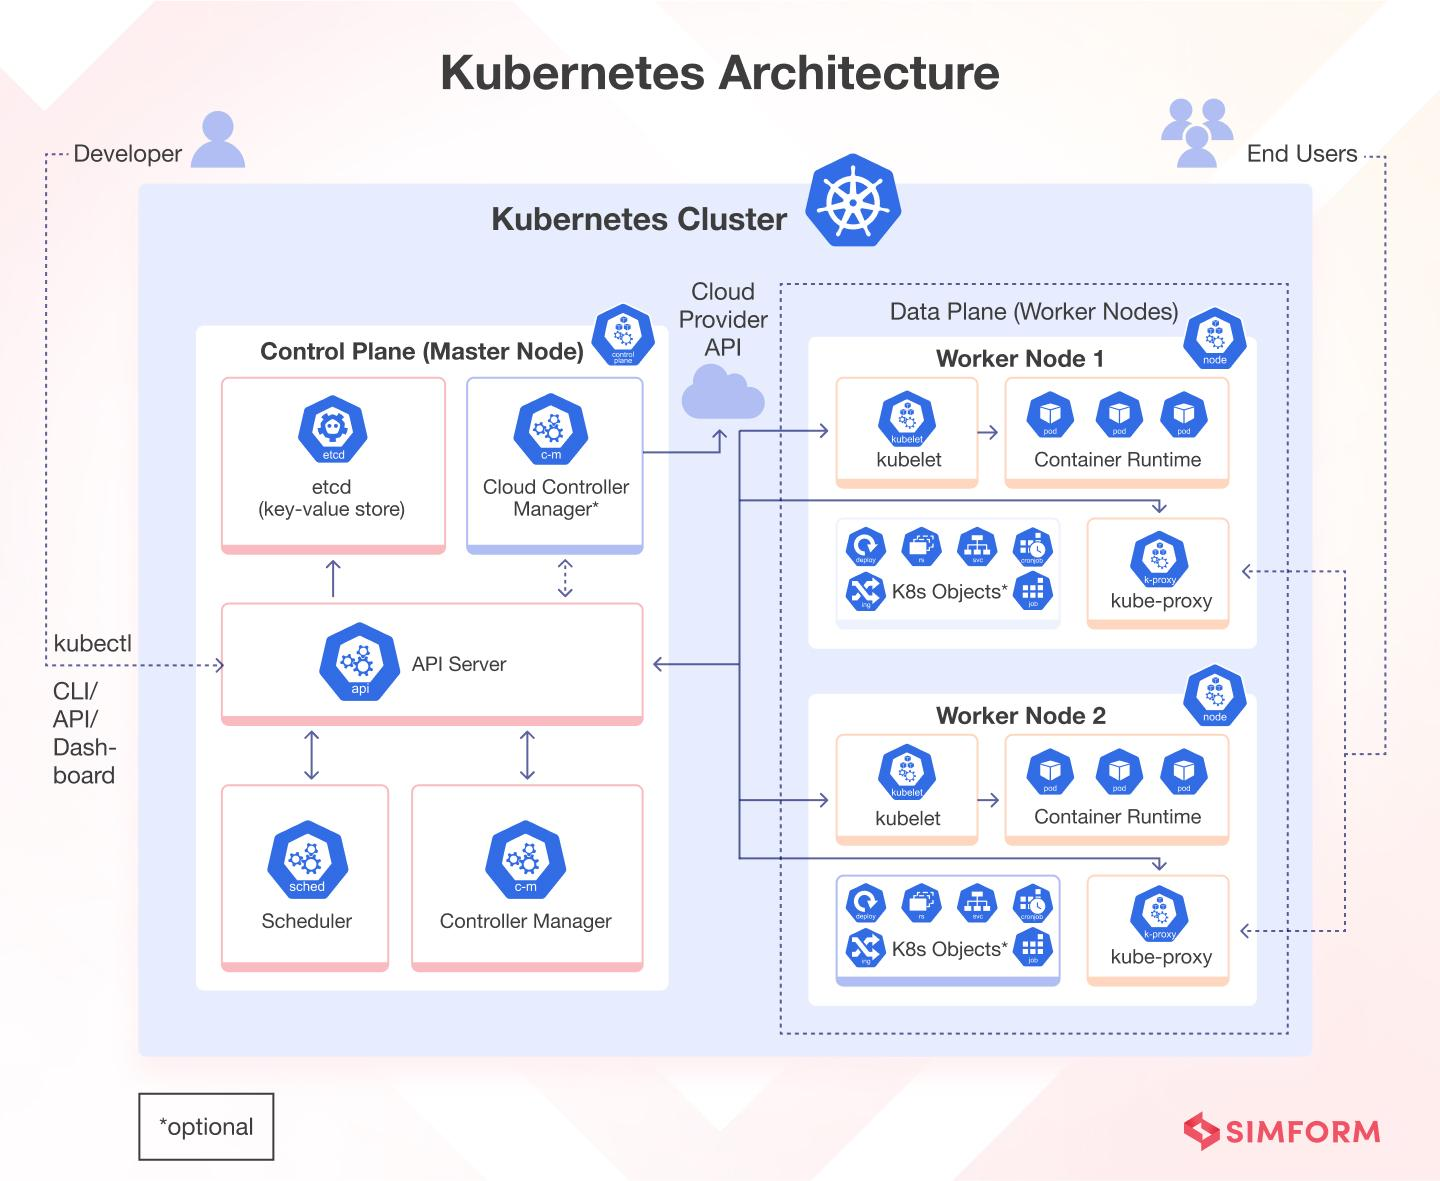 Kubernetes Architecture
Developer
End Users
Kubernetes Cluster
Cloud
Provider
API
Control Plane (Master Node)
control
plane
etcd
etcd
(key-value store)
c-m
Cloud Controller
Manager*
kubectl
CLI/
API/
Dash-
board
api
API Server
sched
Scheduler
c-m
Controller Manager
Data Plane (Worker Nodes)
Worker Node 1
node
kubelet
kubelet
pod
pod
pod
Container Runtime
deploy
rs
svc
cronjob
ing
K8s Objects*
job
k-proxy
kube-proxy
Worker Node 2
node
kubelet
kubelet
pod
pod
pod
Container Runtime
deploy
rs
svc
cronjob
ing
K8s Objects*
job
k-proxy
kube-proxy
*optional
SIMFORM